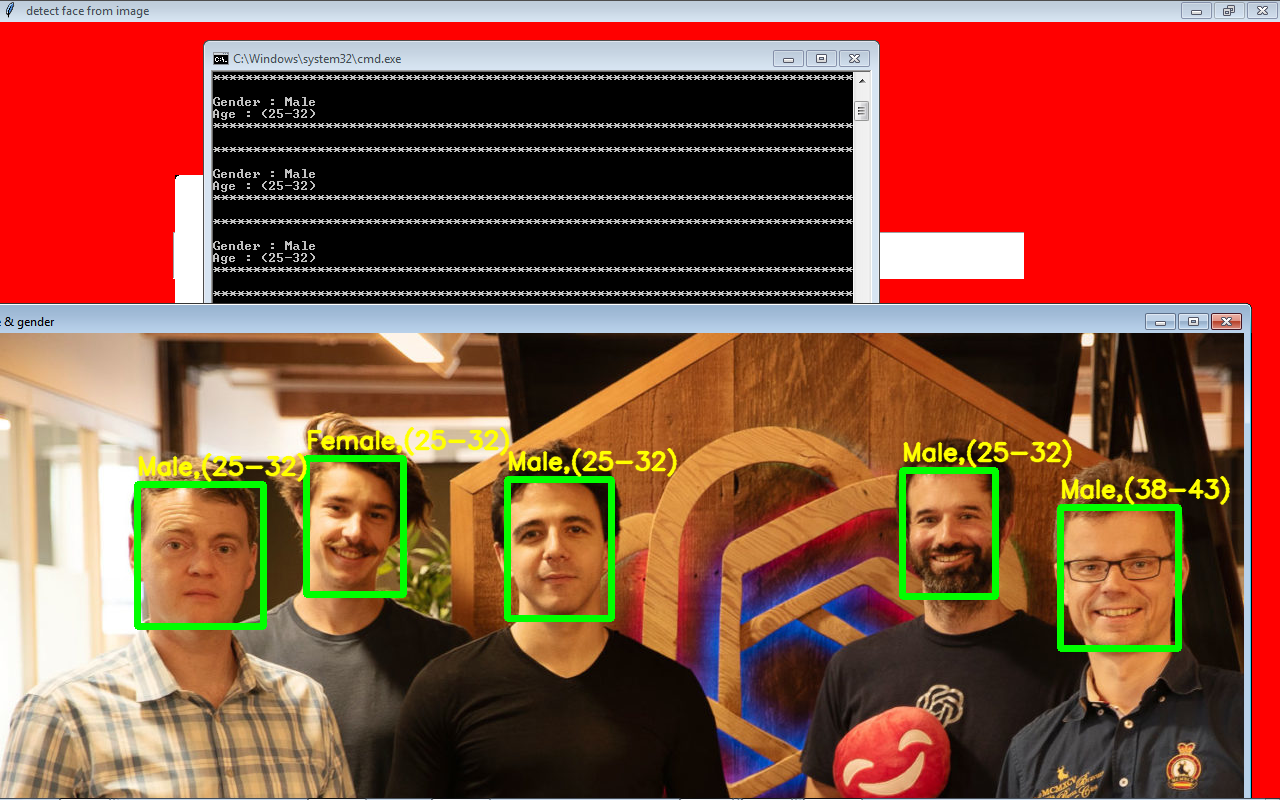 detect face from image
C:\Windows\system32\cmd.exe
********************************************************************************
Gender : Male
Age : (25-32)
********************************************************************************
********************************************************************************
Gender : Male
Age : (25-32)
********************************************************************************
********************************************************************************
Gender : Male
Age : (25-32)
********************************************************************************
********************************************************************************
& gender
Female,(25-32)
Male,(25-32)
Male,(25-32)
Male,(25-32)
Male,(38-43)
MCMXCV